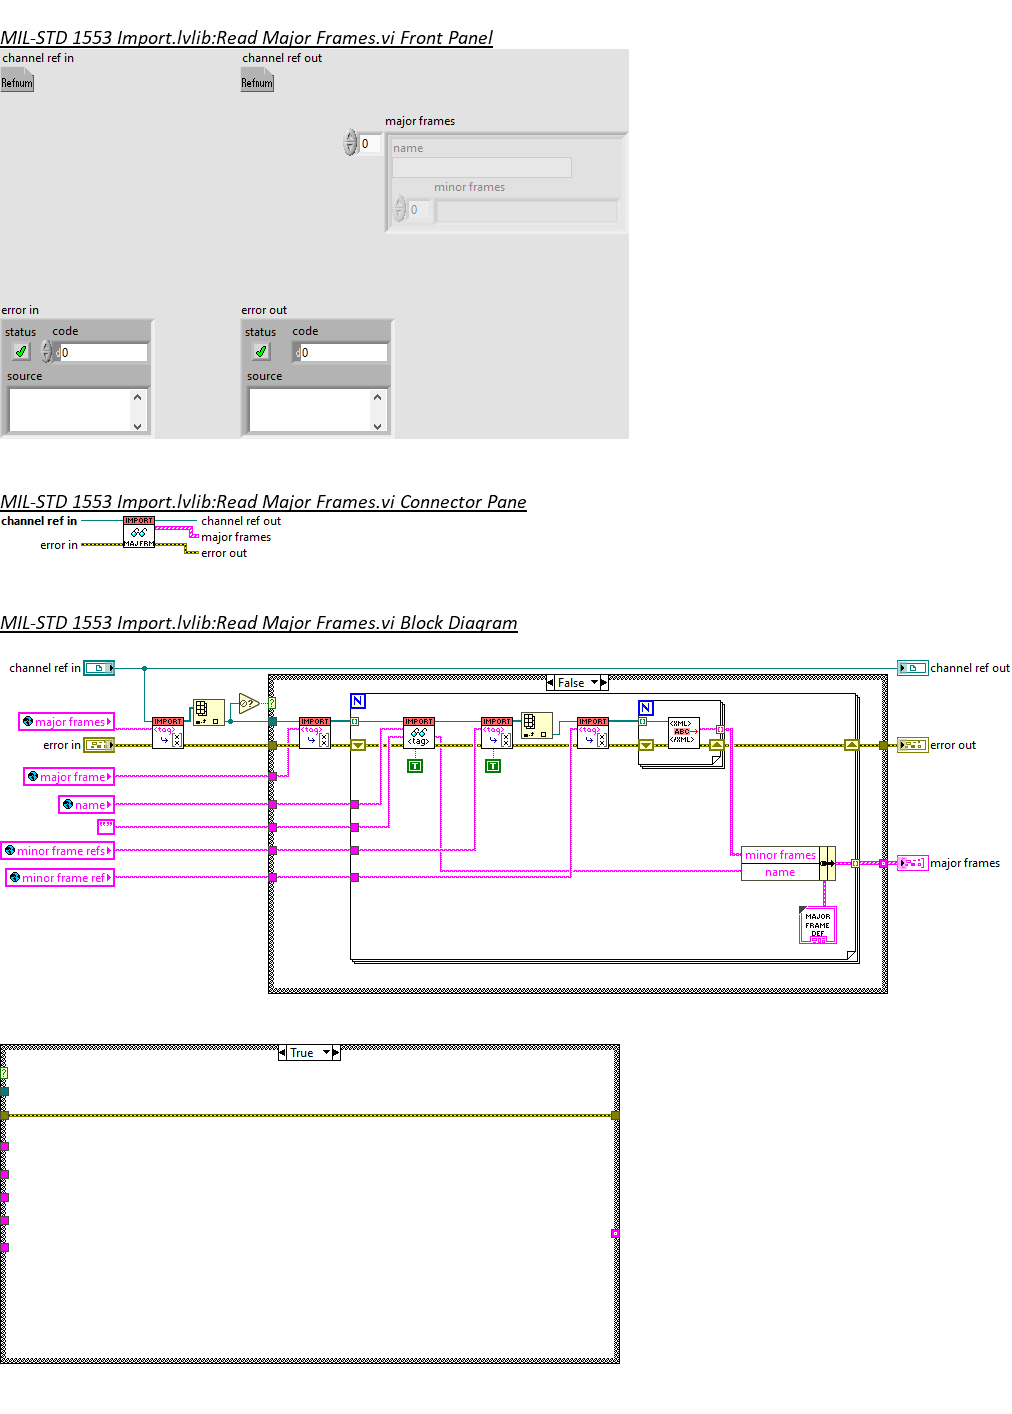 MIL-STD 1553 Import.lvlib:Read Major Frames.vi Front Panel
channel ref in
channel ref out
Refnum
Refnum
major frames
0
name
minor frames
0
error in
error out
status code
0
status code
0
source
source
MIL-STD 1553 Import.lvlib:Read Major Frames.vi Connector Pane
channel ref in
IMPORT
MAJFRM
channel ref out
major frames
error in
error out
MIL-STD 1553 Import.lvlib:Read Major Frames.vi Block Diagram
channel ref in
channel ref out
False
N
N
major frames
IMPORT
<tag>
?
IMPORT
<tag>
IMPORT
<tag>
IMPORT
<tag>
IMPORT
<tag>
<XML>
ABC
</XML>
error in
error out
T
T
major frame
name
""
minor frame refs
minor frame ref
minor frames
name
major frames
MAJOR
FRAME
DEF
True
?